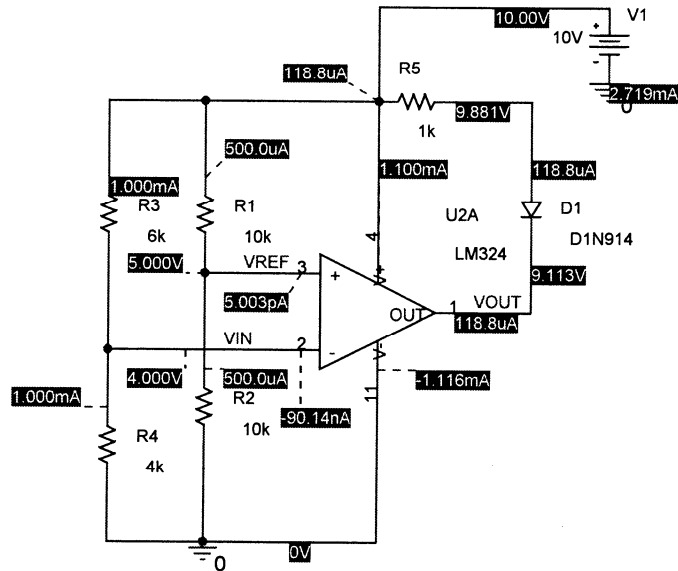 10.00V
V1
10V
+
-
118.8uA
R5
1k
9.881V
2.719mA
0
500.0uA
1.000mA
1.100mA
118.8uA
R3
6k
R1
10k
4
U2A
LM324
D1
D1N914
5.000V
VREF
3
+
V+
9.113V
5.003pA
OUT
1
VOUT
118.8uA
VIN
2
-
V-
4.000V
500.0uA
-90.14nA
11
-1.116mA
1.000mA
R2
10k
R4
4k
0V
0